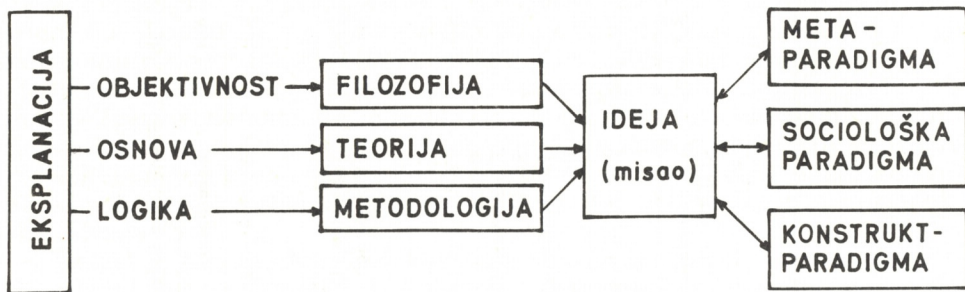 EKSPLANACIJA
OBJEKTIVNOST
OSNOVA
LOGIKA
FILOZOFIJA
TEORIJA
METODOLOGIJA
IDEJA
(misao)
META-
PARADIGMA
SOCIOLOŠKA
PARADIGMA
KONSTRUKT-
PARADIGMA